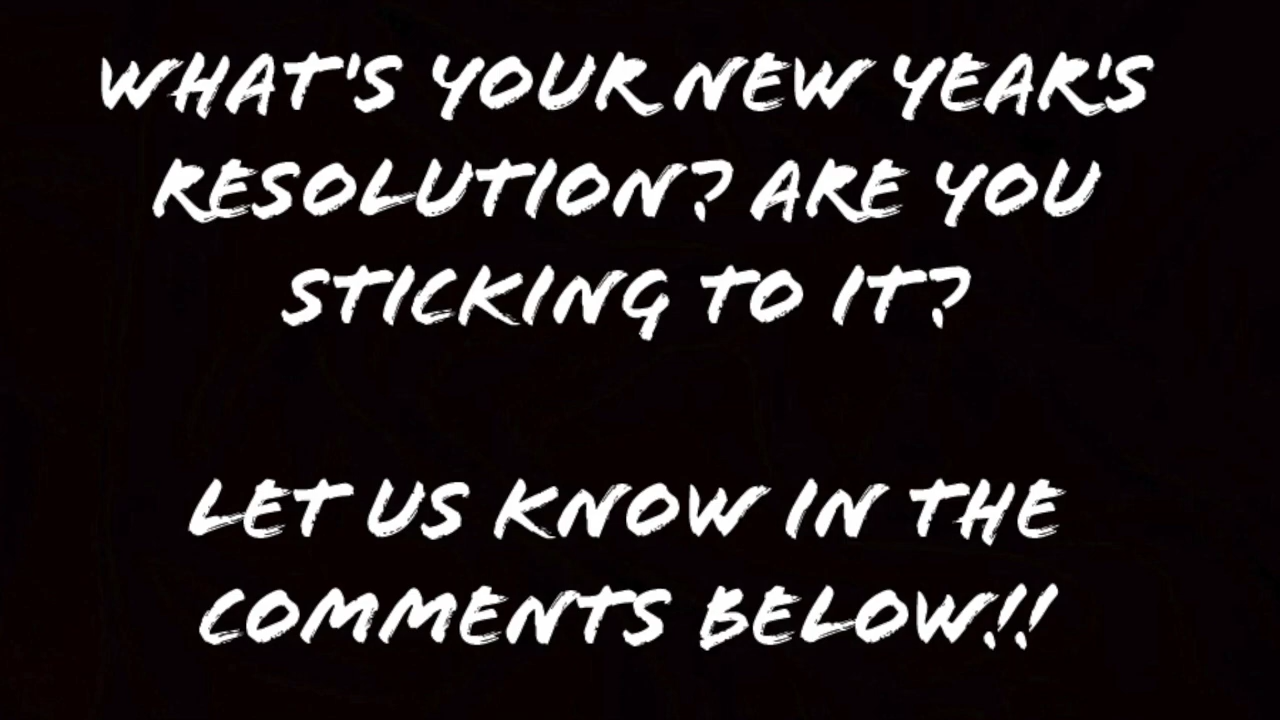 WHAT'S YOUR NEW YEAR'S
RESOLUTION? ARE YOU
STICKING TO IT?
LET US KNOW IN THE
COMMENTS BELOW!!